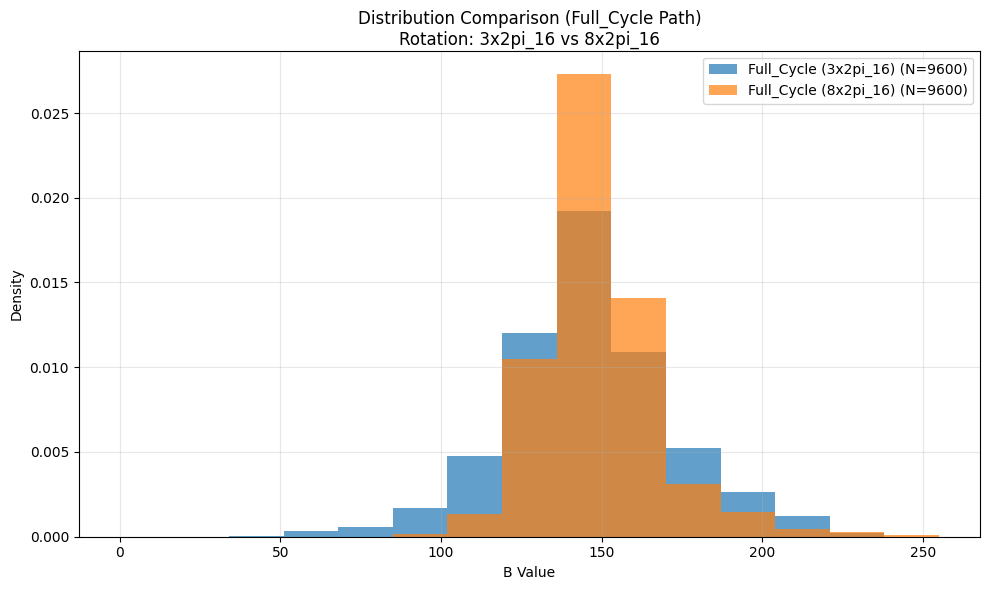 Distribution Comparison (Full_Cycle Path)
Rotation: 3x2pi_16 vs 8x2pi_16
Full_Cycle (3x2pi_16) (N=9600)
Full_Cycle (8x2pi_16) (N=9600)
Density
0.025
0.020
0.015
0.010
0.005
0.000
0 50 100 150 200 250
B Value